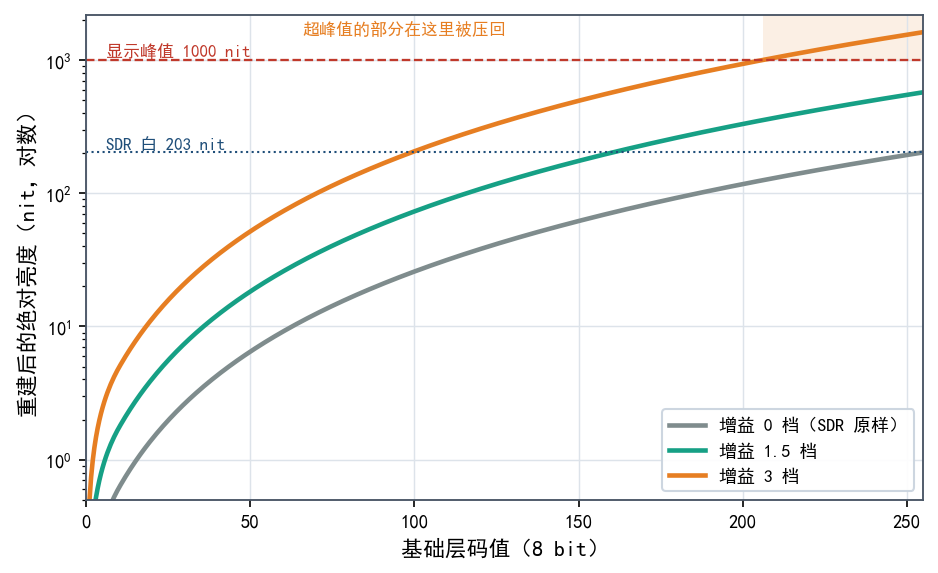 超峰值的部分在这里被压回
显示峰值 1000 nit
SDR 白 203 nit
重建后的绝对亮度（nit，对数）
10³
10²
10¹
10⁰
增益 0 档（SDR 原样）
增益 1.5 档
增益 3 档
0 50 100 150 200 250
基础层码值（8 bit）